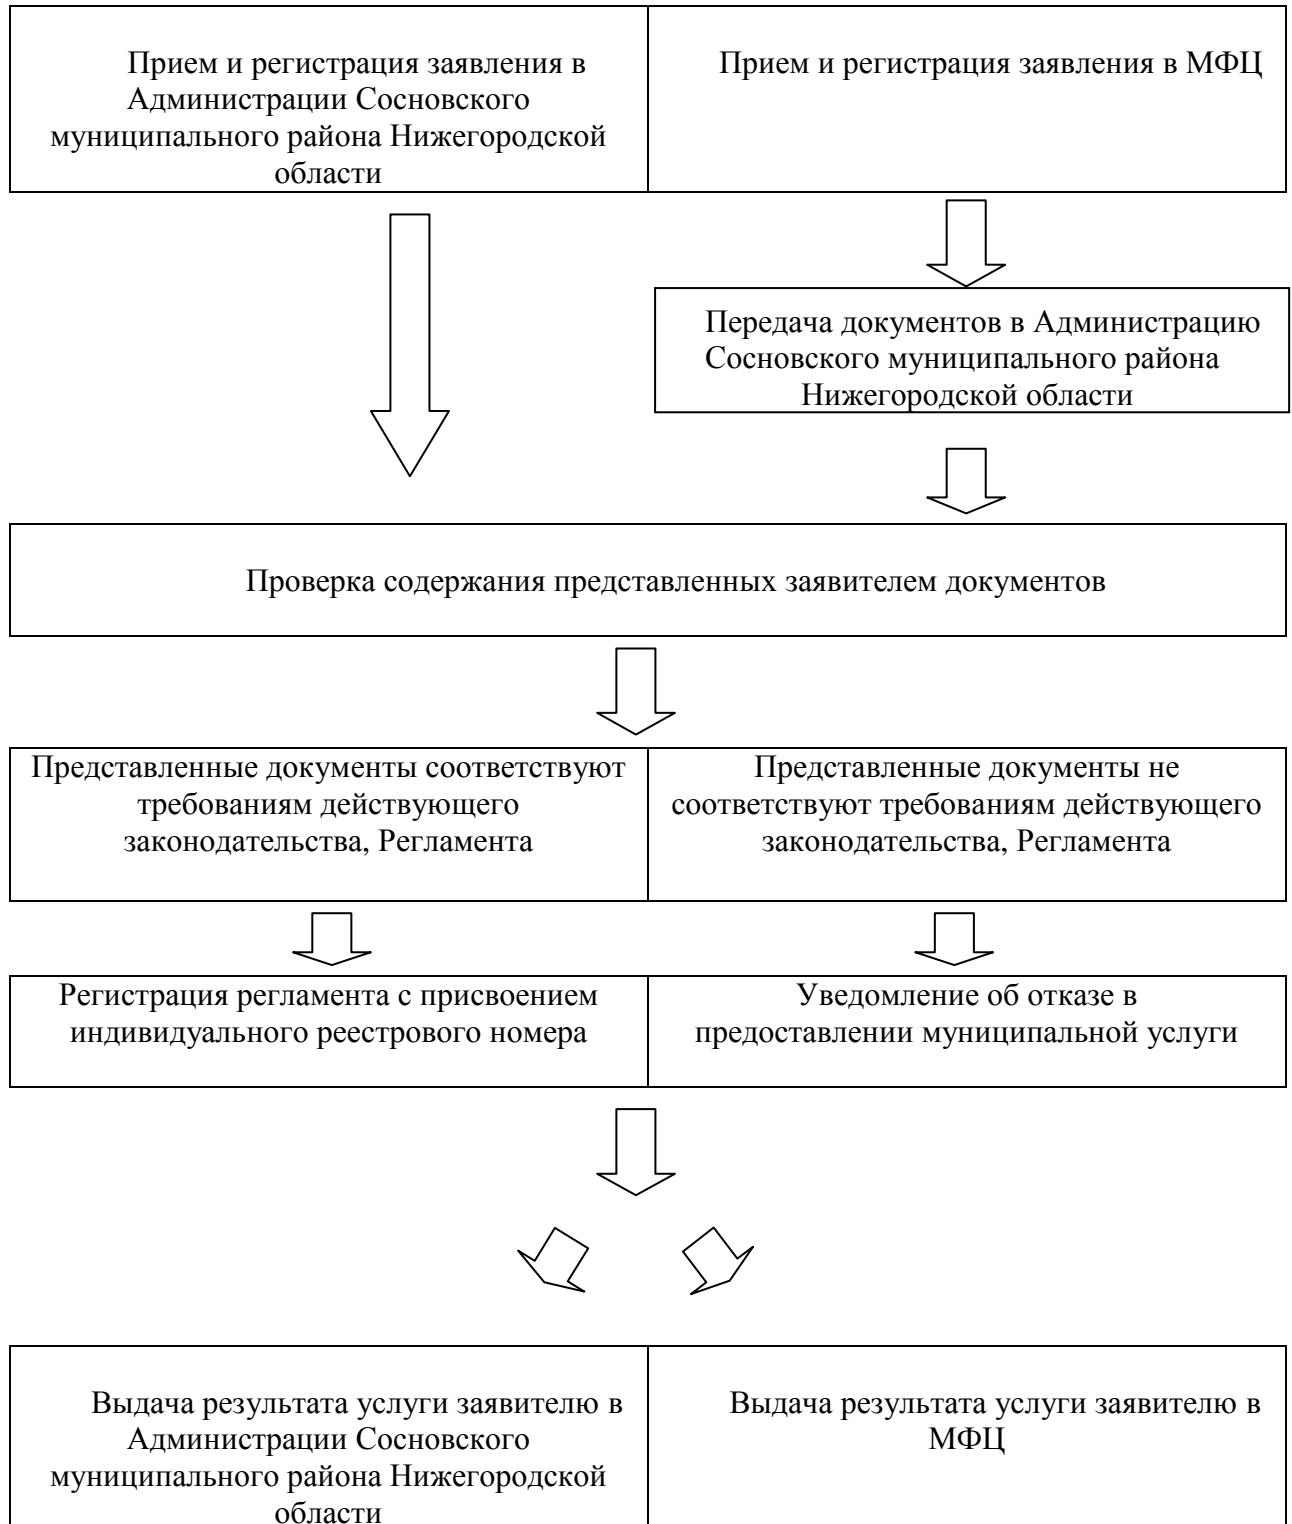 Прием и регистрация заявления в
Администрации Сосновского
муниципального района Нижегородской
области
Прием и регистрация заявления в МФЦ
Передача документов в Администрацию
Сосновского муниципального района
Нижегородской области
Проверка содержания представленных заявителем документов
Представленные документы соответствуют
требованиям действующего
законодательства, Регламента
Представленные документы не
соответствуют требованиям действующего
законодательства, Регламента
Регистрация регламента с присвоением
индивидуального реестрового номера
Уведомление об отказе в
предоставлении муниципальной услуги
Выдача результата услуги заявителю в
Администрации Сосновского
муниципального района Нижегородской
области
Выдача результата услуги заявителю в
МФЦ